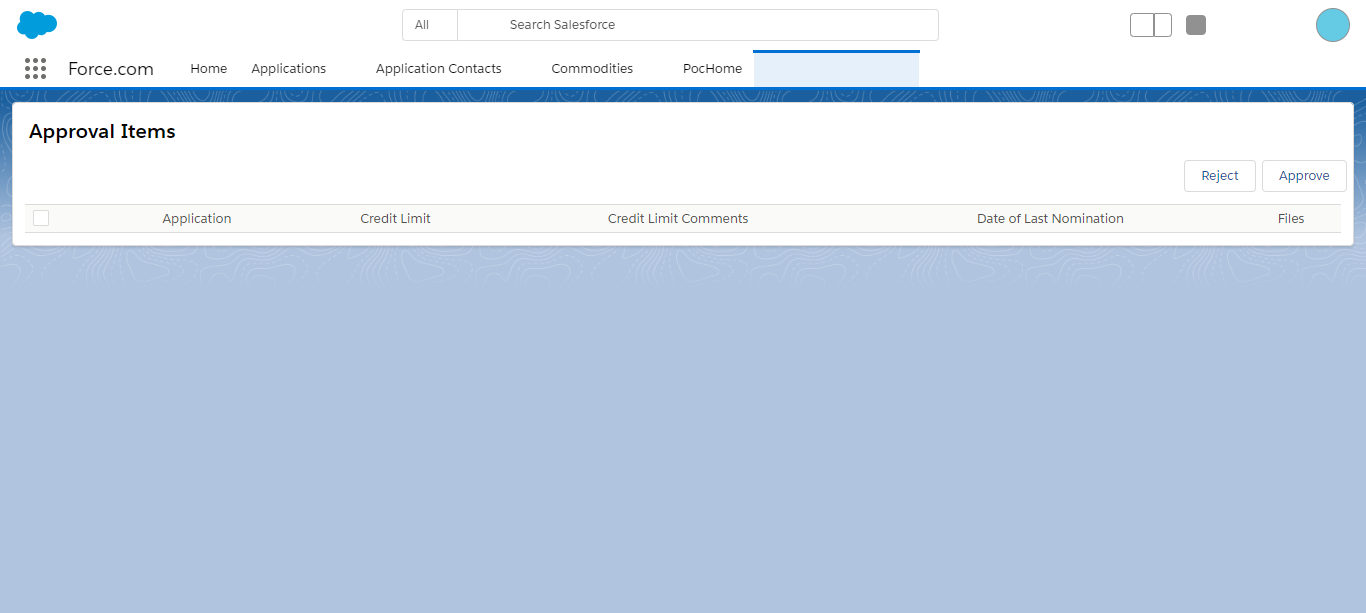 All Search Salesforce
Force.com Home Applications Application Contacts Commodities PocHome
Approval Items
Reject Approve
Application Credit Limit Credit Limit Comments Date of Last Nomination Files